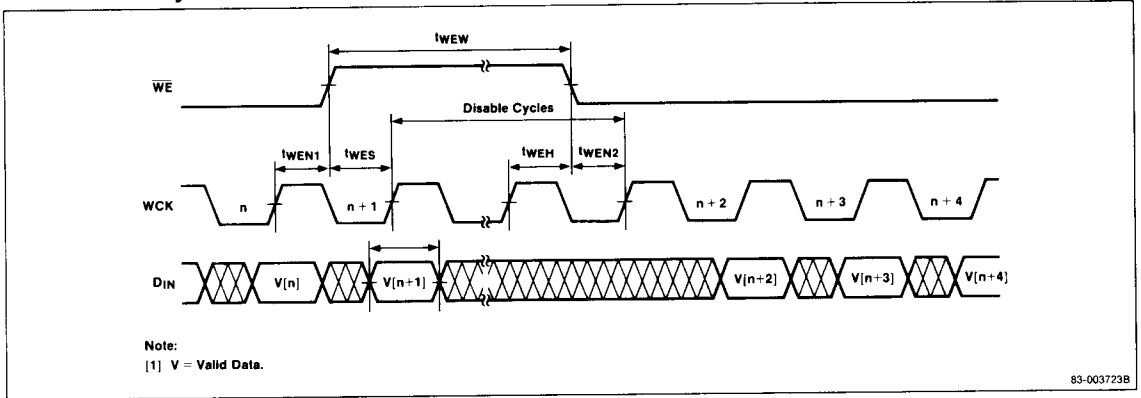 tWEW
WE
Disable Cycles
tWEN1 tWES tWEH tWEN2
WCK n n + 1 n + 2 n + 3 n + 4
DIN V[n] V[n+1] V[n+2] V[n+3] V[n+4]
Note:
[1] V = Valid Data.
83-003723B